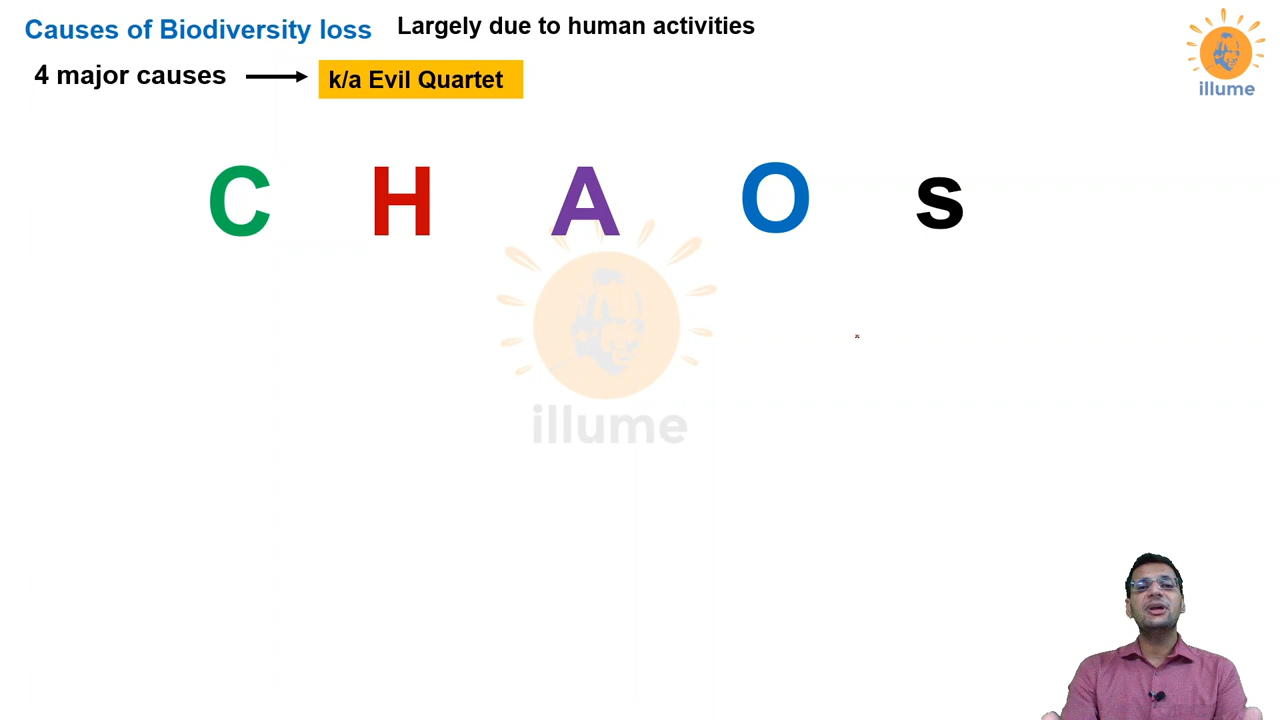 Causes of Biodiversity loss Largely due to human activities
4 major causes k/a Evil Quartet
illume
C H A O s
illume